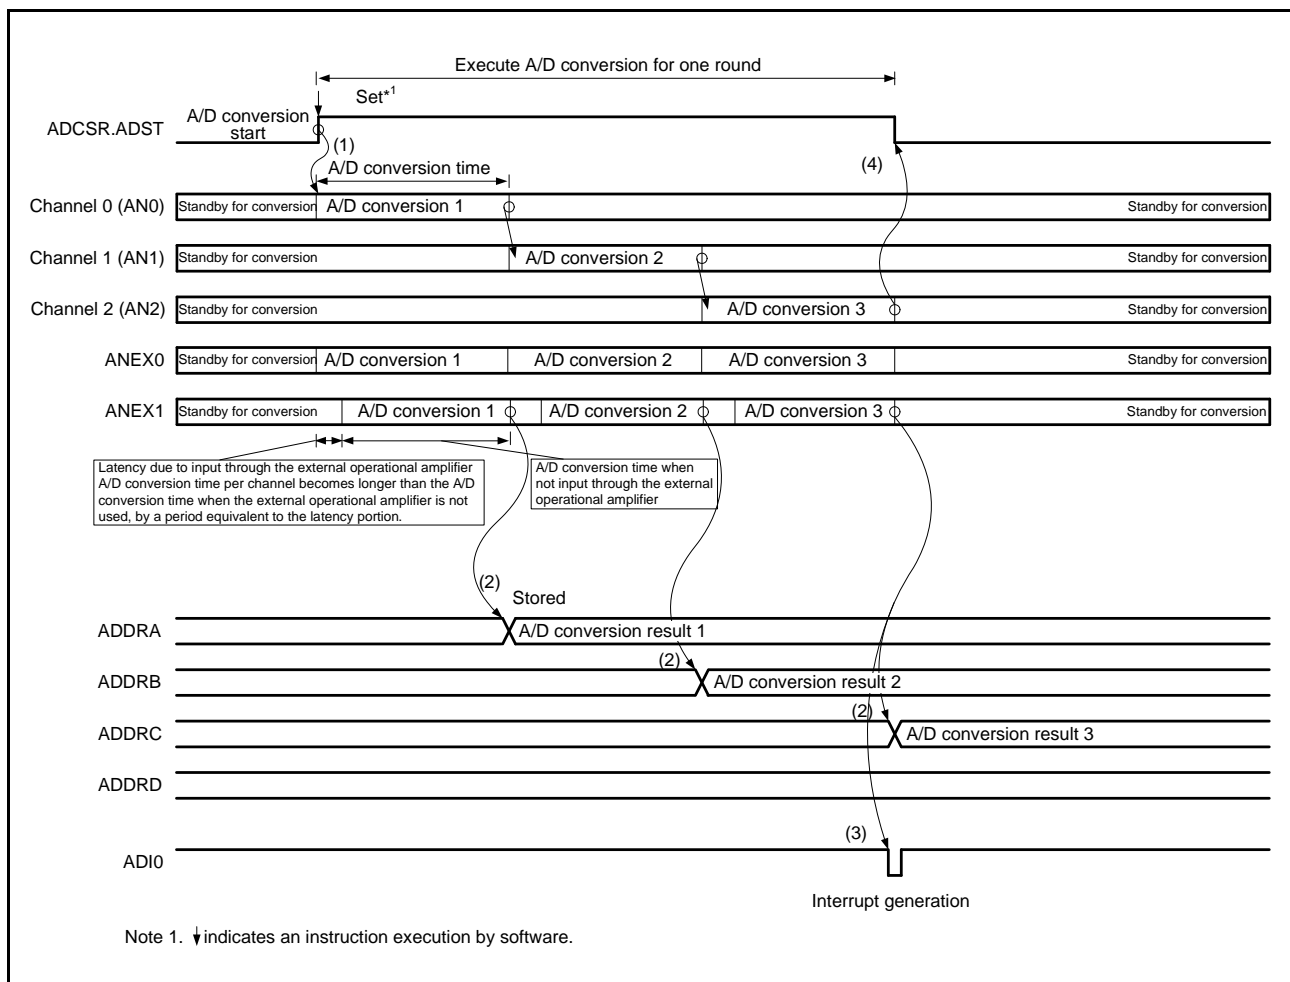 Execute A/D conversion for one round
Set*1
A/D conversion
start
ADCSR.ADST
(1)
(4)
A/D conversion time
Channel 0 (AN0) Standby for conversion A/D conversion 1 Standby for conversion
Channel 1 (AN1) Standby for conversion A/D conversion 2 Standby for conversion
Channel 2 (AN2) Standby for conversion A/D conversion 3 Standby for conversion
ANEX0 Standby for conversion A/D conversion 1 A/D conversion 2 A/D conversion 3 Standby for conversion
ANEX1 Standby for conversion A/D conversion 1 A/D conversion 2 A/D conversion 3 Standby for conversion
Latency due to input through the external operational amplifier
A/D conversion time per channel becomes longer than the A/D
conversion time when the external operational amplifier is not
used, by a period equivalent to the latency portion.
A/D conversion time when
not input through the external
operational amplifier
(2)
Stored
ADDRA A/D conversion result 1
(2)
ADDRB A/D conversion result 2
(2)
ADDRC A/D conversion result 3
ADDRD
(3)
ADI0
Interrupt generation
Note 1. indicates an instruction execution by software.